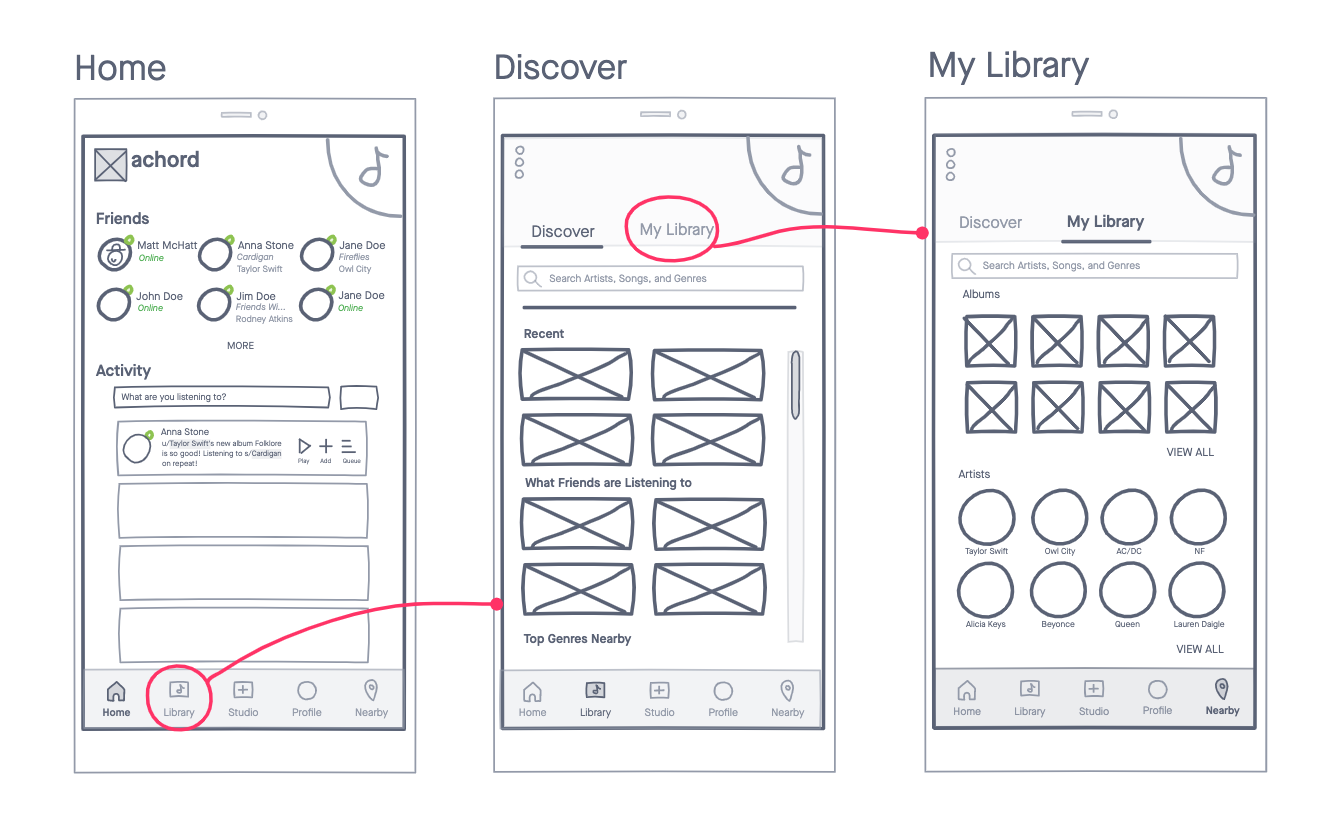 Home
achord
Friends
Matt McHatt
Online
Anna Stone
Cardigan
Taylor Swift
Jane Doe
Fireflies
Owl City
John Doe
Online
Jim Doe
Friends Wi...
Rodney Atkins
Jane Doe
Online
MORE
Activity
What are you listening to?
Anna Stone
u/Taylor Swift's new album Folklore
is so good! Listening to s/Cardigan
on repeat!
Play
Add
Queue
Home
Library
Studio
Profile
Nearby
Discover
Discover
My Library
Search Artists, Songs, and Genres
Recent
What Friends are Listening to
Top Genres Nearby
Home
Library
Studio
Profile
Nearby
My Library
Discover
My Library
Search Artists, Songs, and Genres
Albums
VIEW ALL
Artists
Taylor Swift
Owl City
AC/DC
NF
Alicia Keys
Beyonce
Queen
Lauren Daigle
VIEW ALL
Home
Library
Studio
Profile
Nearby